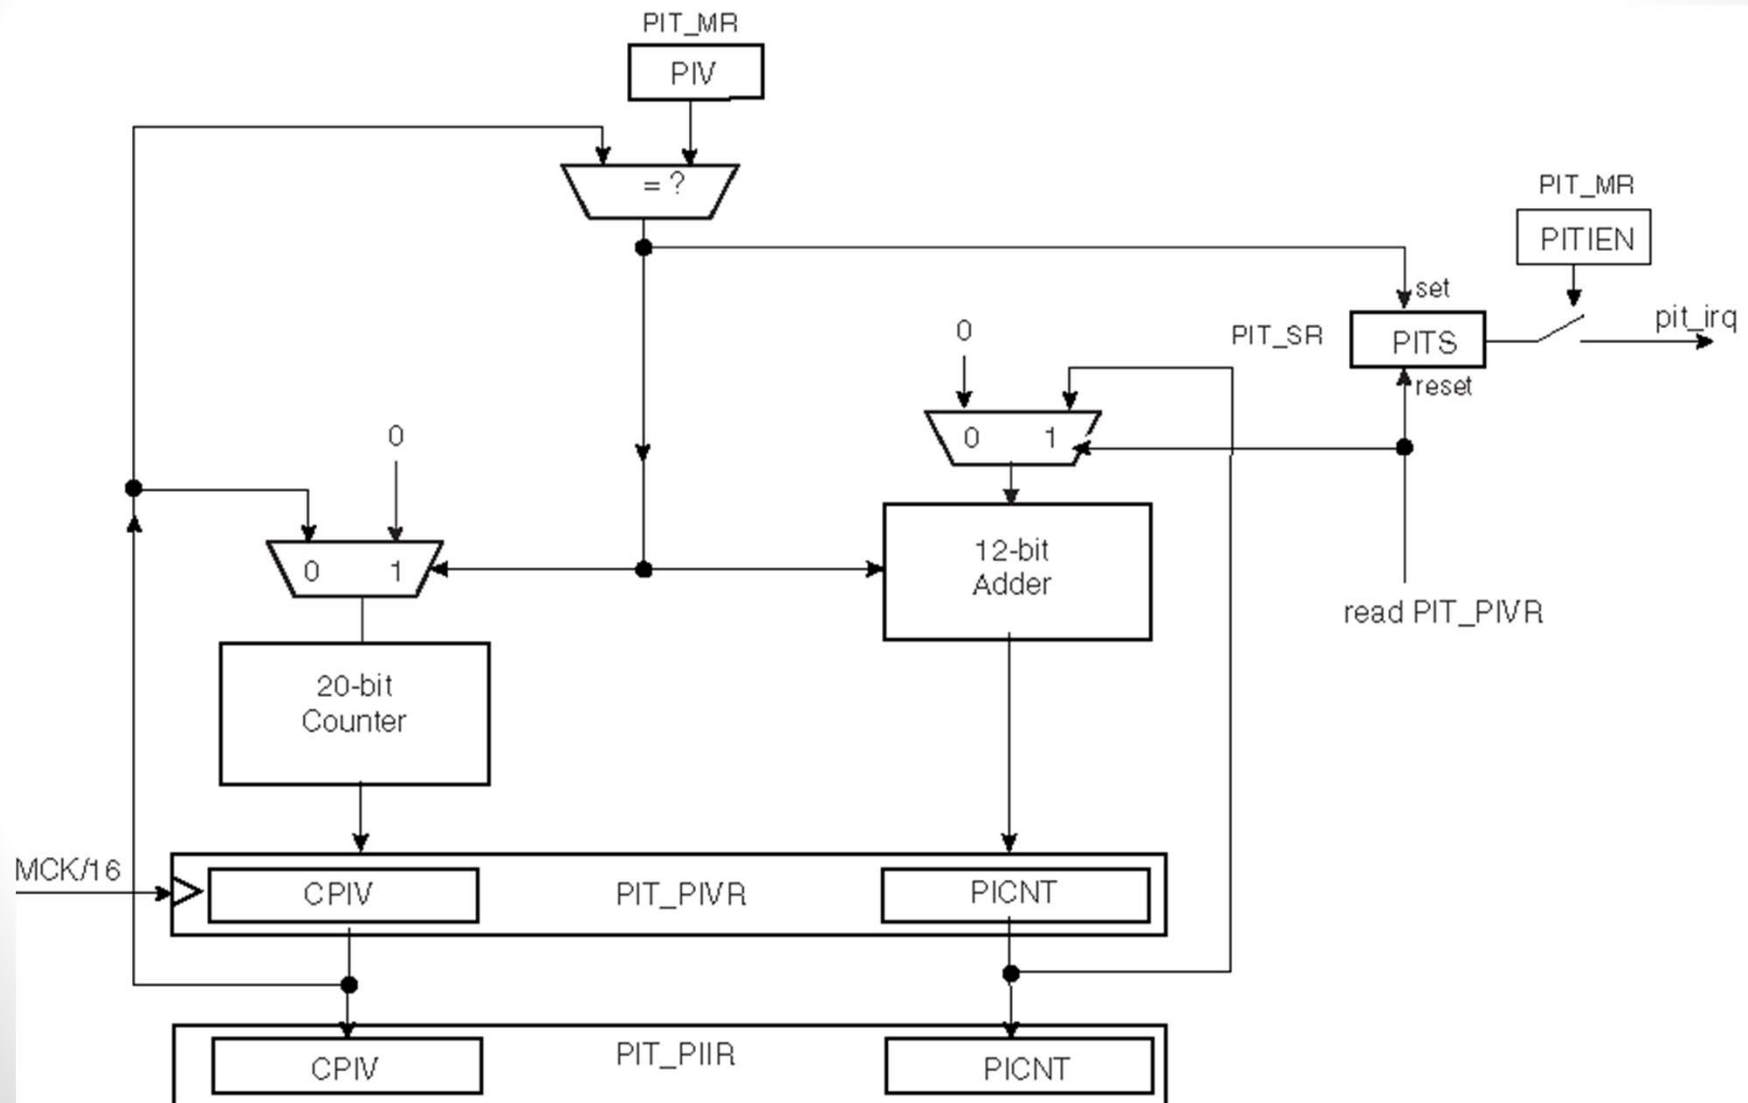 PIT_MR
PIV
= ?
PIT_MR
PITIEN
set
pit_irq
0
PIT_SR
PITS
reset
0
0 1
0
0 1
12-bit
Adder
read PIT_PIVR
20-bit
Counter
MCK/16
CPIV
PIT_PIVR
PICNT
CPIV
PIT_PIIR
PICNT